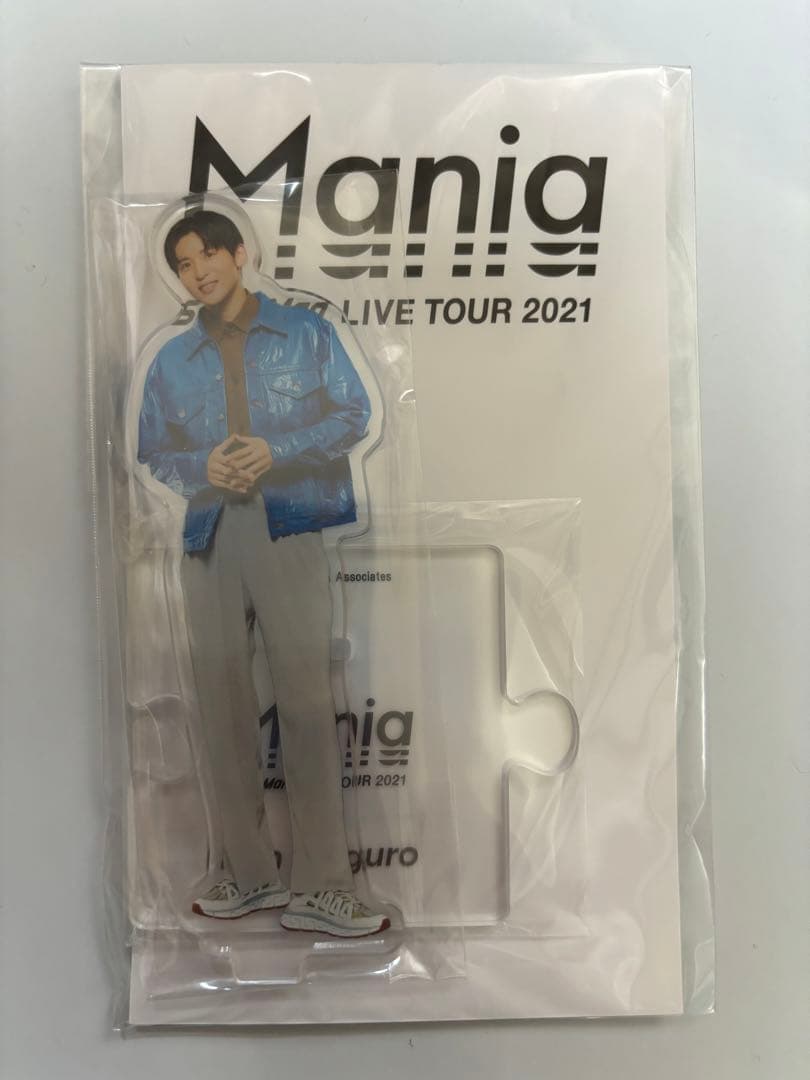 Mania
LIVE TOUR 2021
Associates
Mania
TOUR 2021